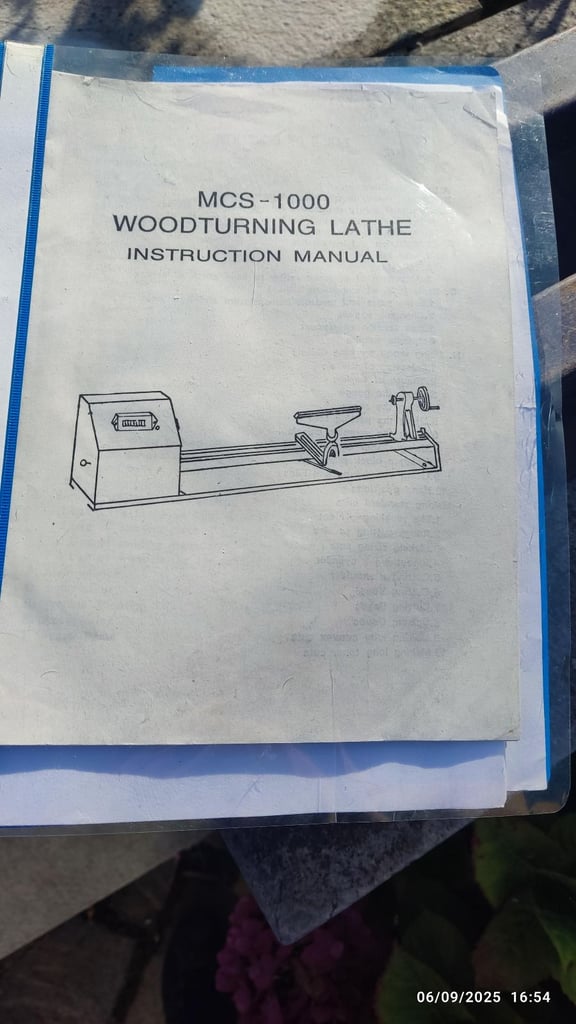 MCS-1000
WOODTURNING LATHE
INSTRUCTION MANUAL
06/09/2025 16:54